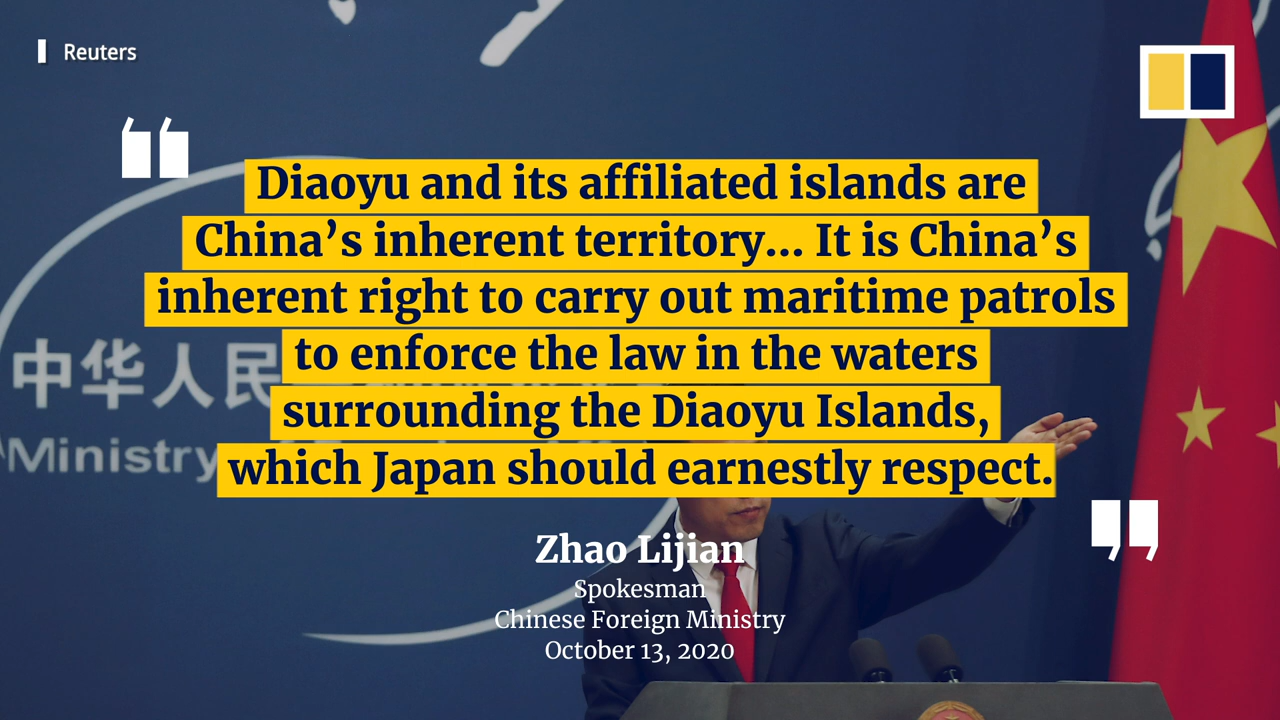 Reuters
Diaoyu and its affiliated islands are
China’s inherent territory... It is China’s
inherent right to carry out maritime patrols
to enforce the law in the waters
surrounding the Diaoyu Islands,
which Japan should earnestly respect.
中华人民
Ministry
Zhao Lijian
Spokesman
Chinese Foreign Ministry
October 13, 2020